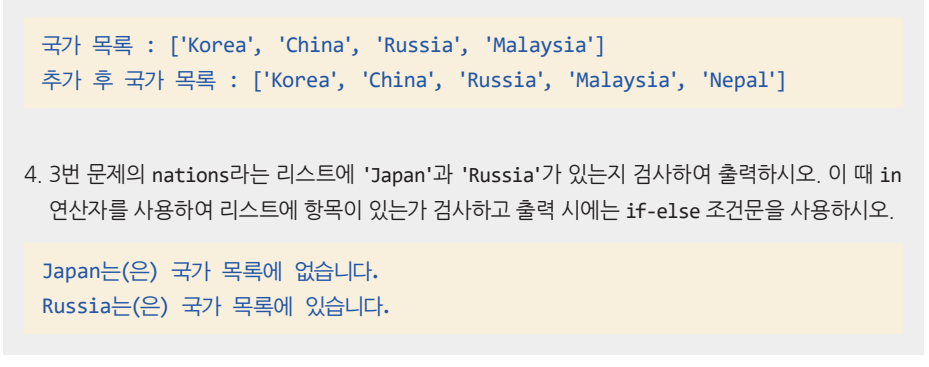 국가 목록 : ['Korea', 'China', 'Russia', 'Malaysia']
추가 후 국가 목록 : ['Korea', 'China', 'Russia', 'Malaysia', 'Nepal']
4. 3번 문제의 nations라는 리스트에 'Japan'과 'Russia'가 있는지 검사하여 출력하시오. 이 때 in
연산자를 사용하여 리스트에 항목이 있는가 검사하고 출력 시에는 if-else 조건문을 사용하시오.
Japan는(은) 국가 목록에 없습니다.
Russia는(은) 국가 목록에 있습니다.